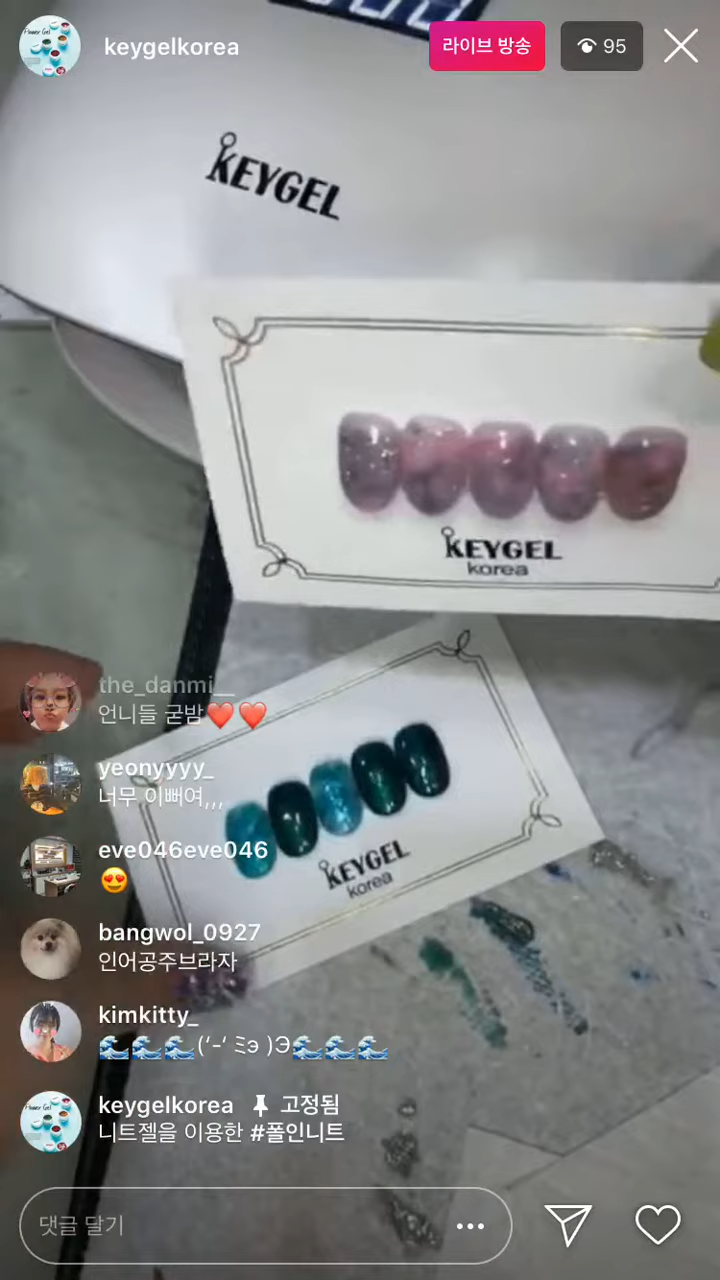 keygelkorea
라이브 방송
95
KEYGEL
KEYGEL
korea
the_danmi__
언니들 굳밤❤️❤️
yeonyyyy_
너무 이뻐여,,,
eve046eve046
😍
KEYGEL
korea
bangwol_0927
인어공주브라자
kimkitty_
🌊🌊🌊(‘-‘ ミэ )Э🌊🌊🌊
keygelkorea 📌 고정됨
니트젤을 이용한 #폴인니트
댓글 달기